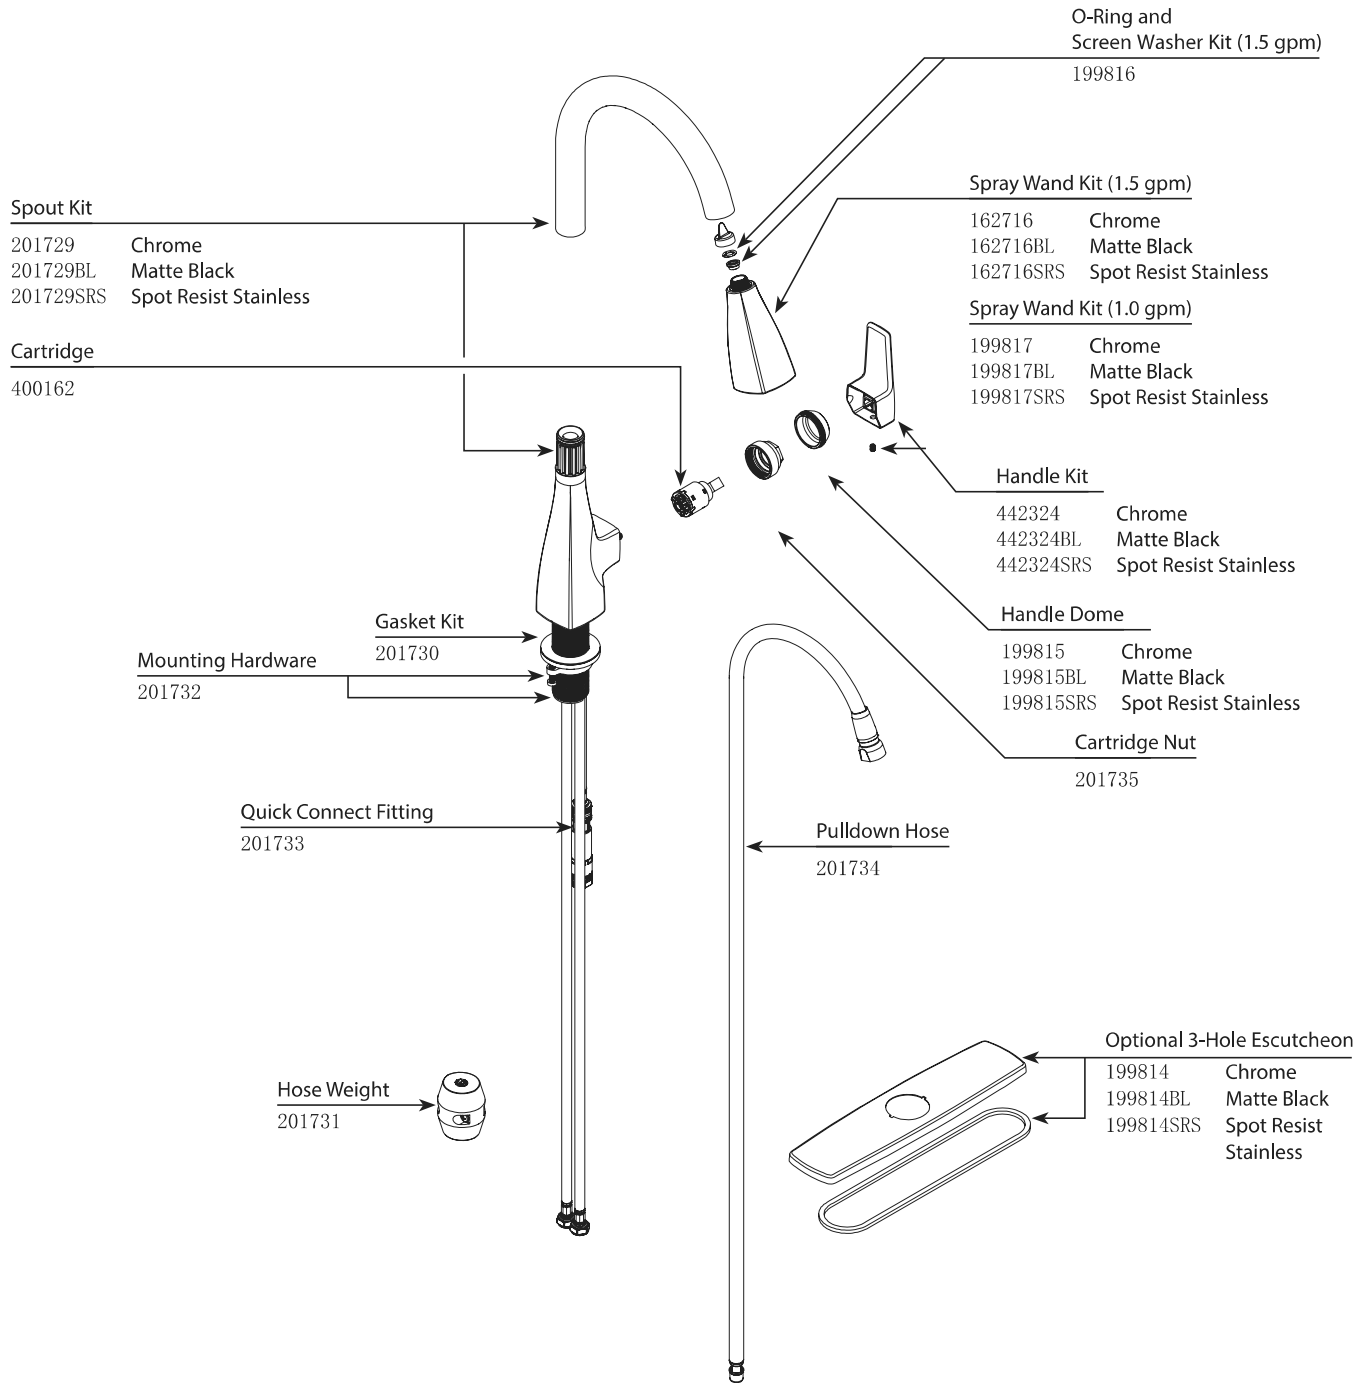 O-Ring and
Screen Washer Kit (1.5 gpm)
199816
Spray Wand Kit (1.5 gpm)
162716 Chrome
162716BL Matte Black
162716SRS Spot Resist Stainless
Spray Wand Kit (1.0 gpm)
199817 Chrome
199817BL Matte Black
199817SRS Spot Resist Stainless
Spout Kit
201729 Chrome
201729BL Matte Black
201729SRS Spot Resist Stainless
Cartridge
400162
Handle Kit
442324 Chrome
442324BL Matte Black
442324SRS Spot Resist Stainless
Handle Dome
199815 Chrome
199815BL Matte Black
199815SRS Spot Resist Stainless
Gasket Kit
201730
Mounting Hardware
201732
Cartridge Nut
201735
Quick Connect Fitting
201733
Pulldown Hose
201734
Hose Weight
201731
Optional 3-Hole Escutcheon
199814 Chrome
199814BL Matte Black
199814SRS Spot Resist
Stainless